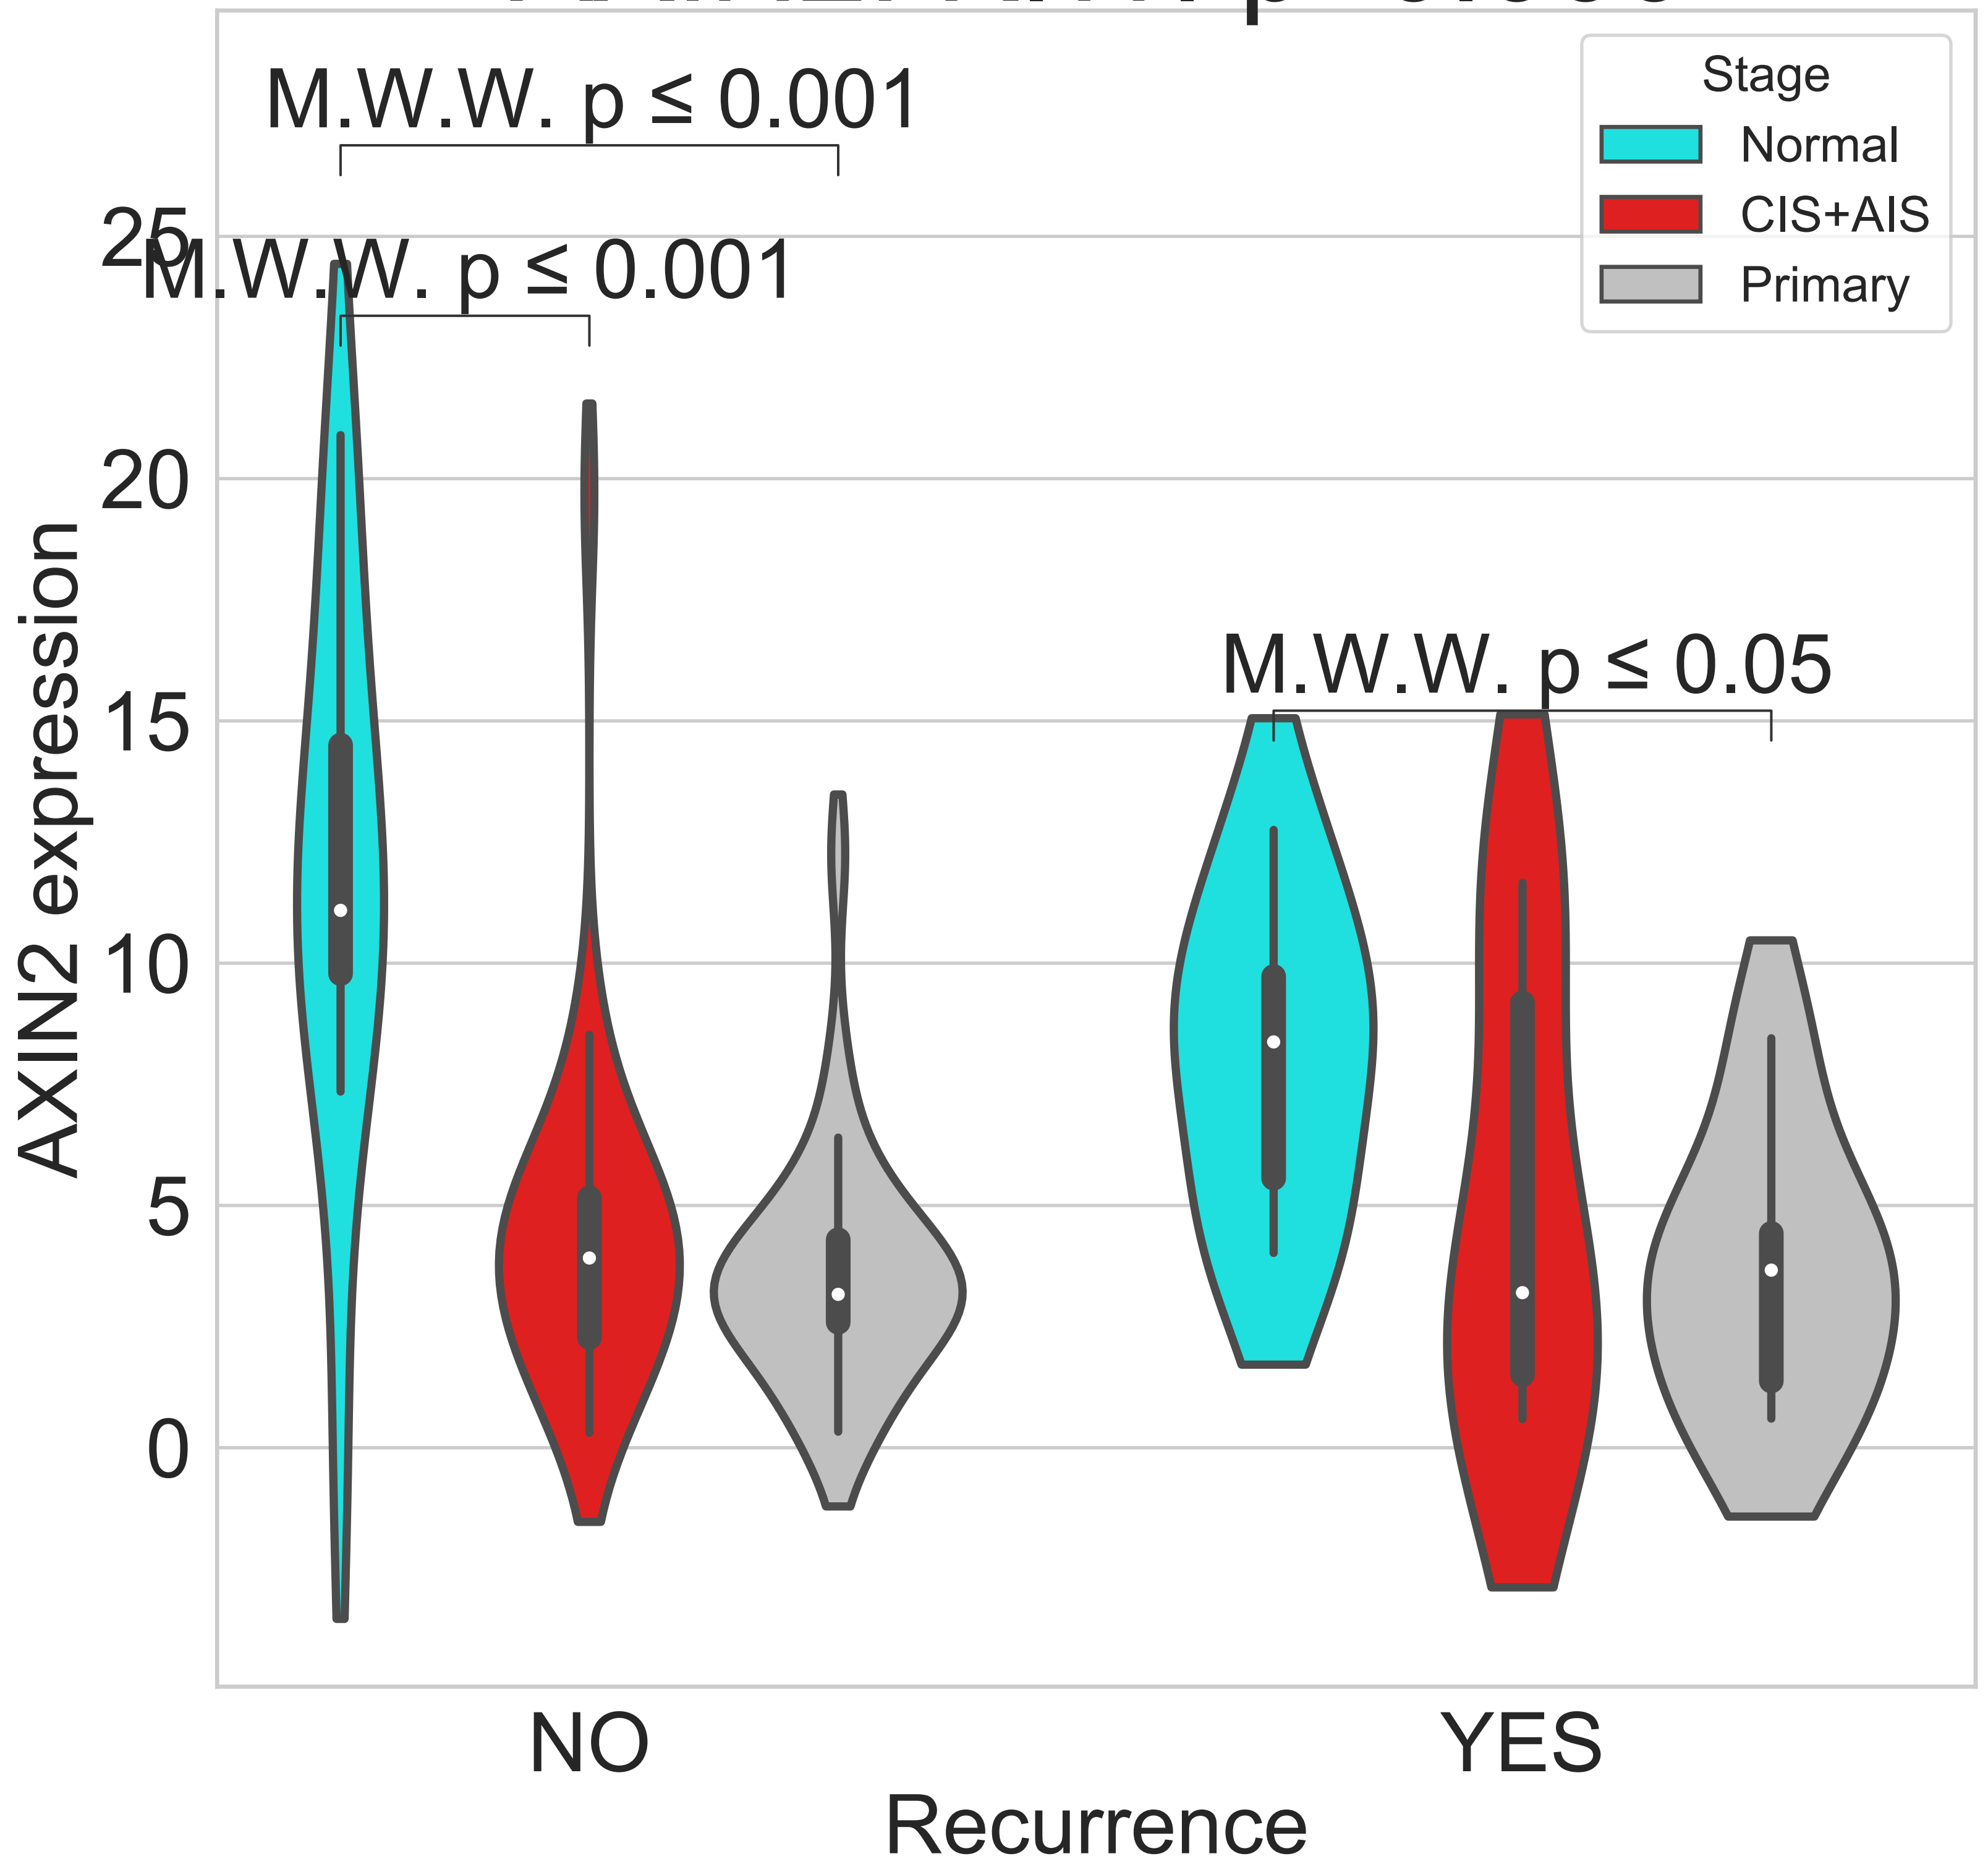 M.W.W. p ≤ 0.001
M.W.W. p ≤ 0.001
M.W.W. p ≤ 0.05
Stage
Normal
CIS+AIS
Primary
AXIN2 expression
25
20
15
10
5
0
NO
YES
Recurrence